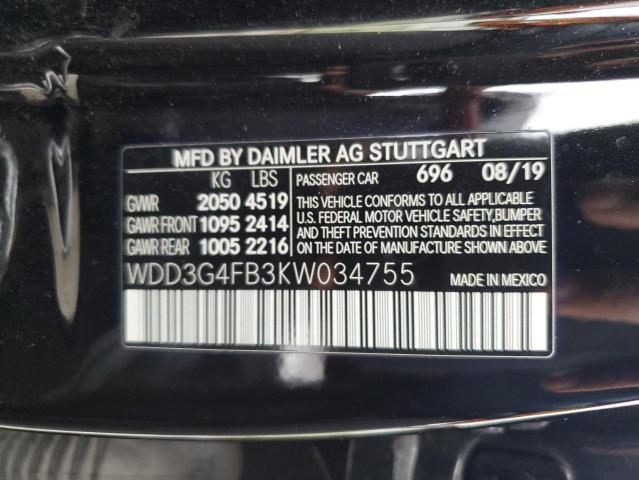 MFD BY DAIMLER AG STUTTGART
KG LBS PASSENGER CAR 696 08/19
GVWR 2050 4519 THIS VEHICLE CONFORMS TO ALL APPLICABLE
GAWR FRONT 1095 2414 U.S. FEDERAL MOTOR VEHICLE SAFETY,BUMPER
GAWR REAR 1005 2216 AND THEFT PREVENTION STANDARDS IN EFFECT
ON THE DATE OF MANUFACTURE SHOWN ABOVE.
WDD3G4FB3KW034755 MADE IN MEXICO